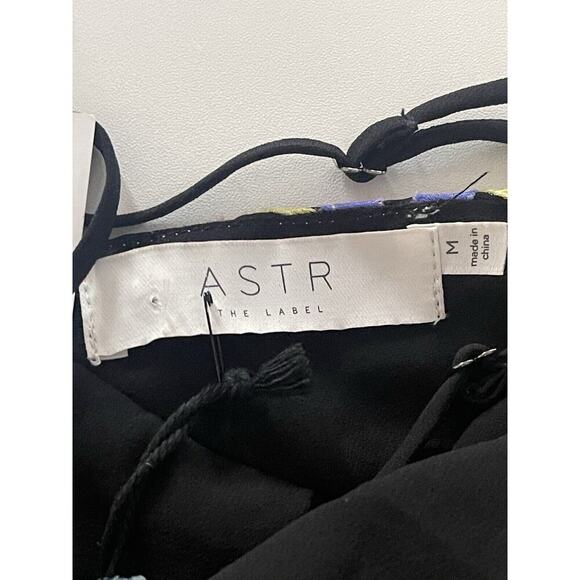 ASTR
THE LABEL
M
made in
china